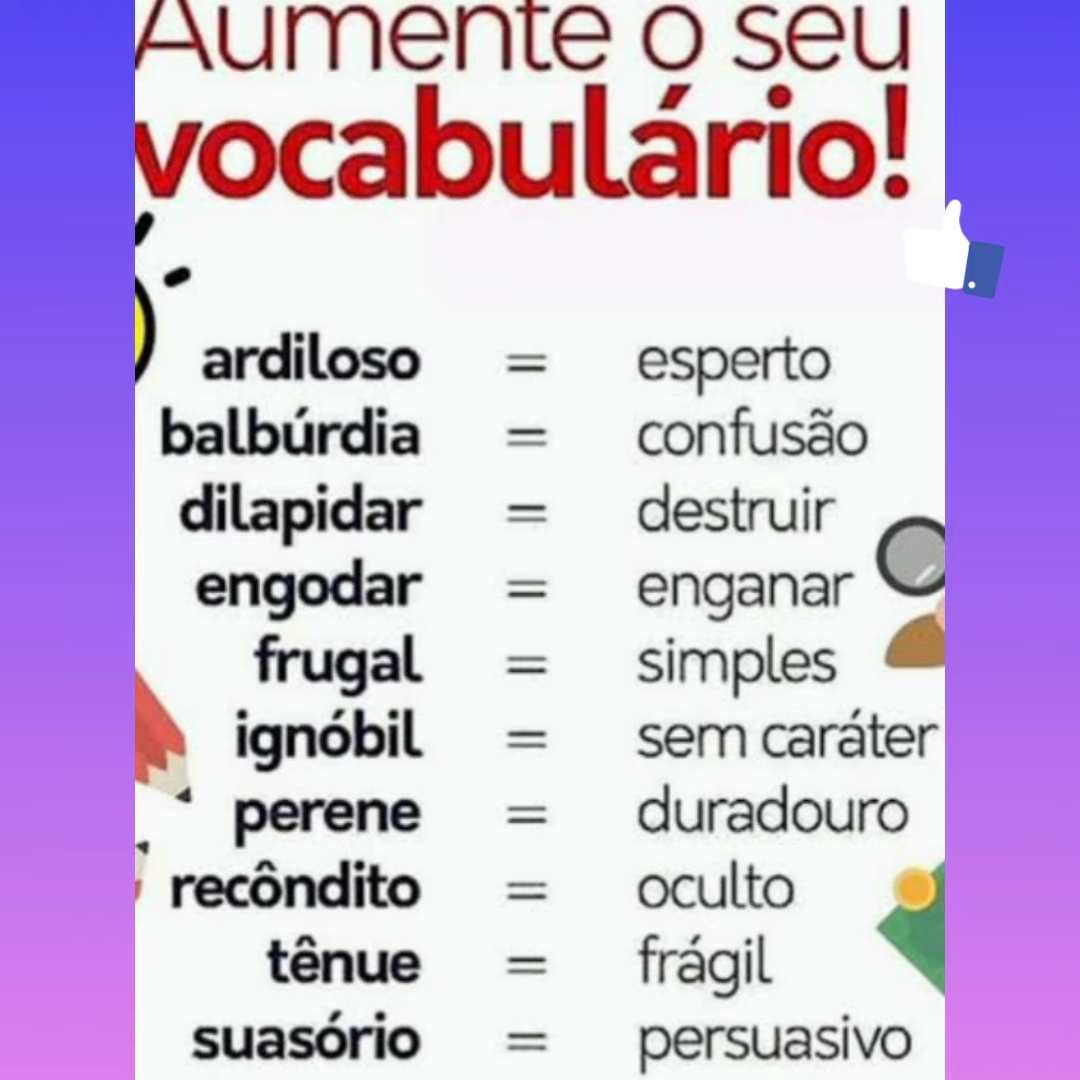 Aumente o seu
vocabulário!
ardiloso = esperto
balbúrdia = confusão
dilapidar = destruir
engodar = enganar
frugal = simples
ignóbil = sem caráter
perene = duradouro
recôndito = oculto
tênue = frágil
suasório = persuasivo